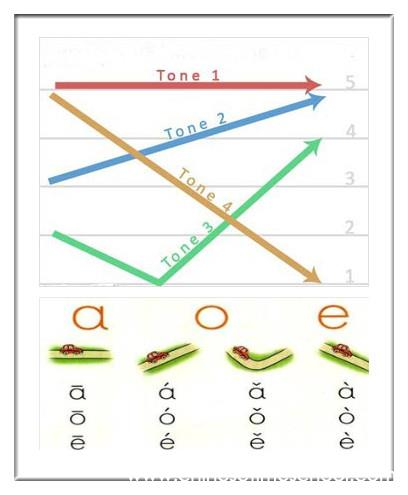 Tone 1
5
Tone 2
4
Tone 4
3
Tone 3
2
1
a o e
ā á ǎ à
ō ó ǒ ò
ē é ě è